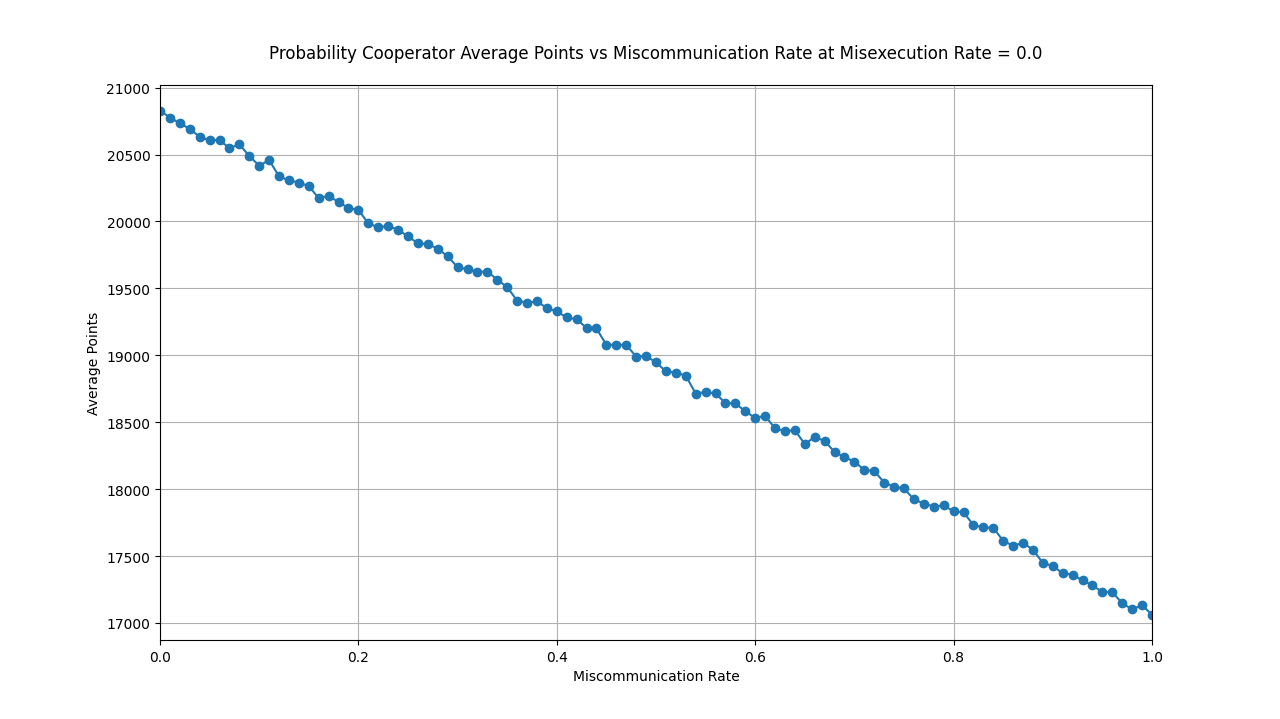 Probability Cooperator Average Points vs Miscommunication Rate at Misexecution Rate = 0.0
21000
20500
20000
19500
19000
18500
18000
17500
17000
Average Points
0.0 0.2 0.4 0.6 0.8 1.0
Miscommunication Rate